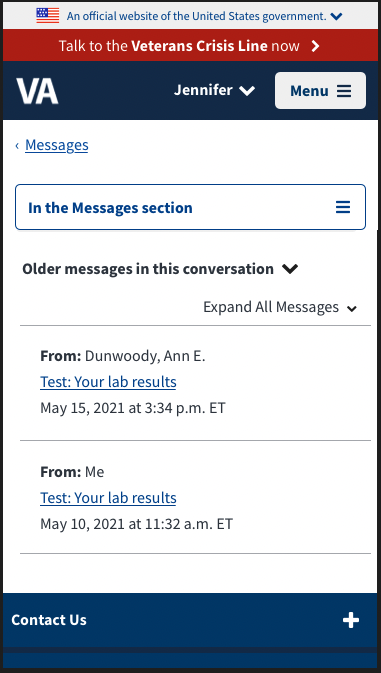 An official website of the United States government.
Talk to the Veterans Crisis Line now
VA
Jennifer
Menu
‹ Messages
In the Messages section
Older messages in this conversation
Expand All Messages
From: Dunwoody, Ann E.
Test: Your lab results
May 15, 2021 at 3:34 p.m. ET
From: Me
Test: Your lab results
May 10, 2021 at 11:32 a.m. ET
Contact Us